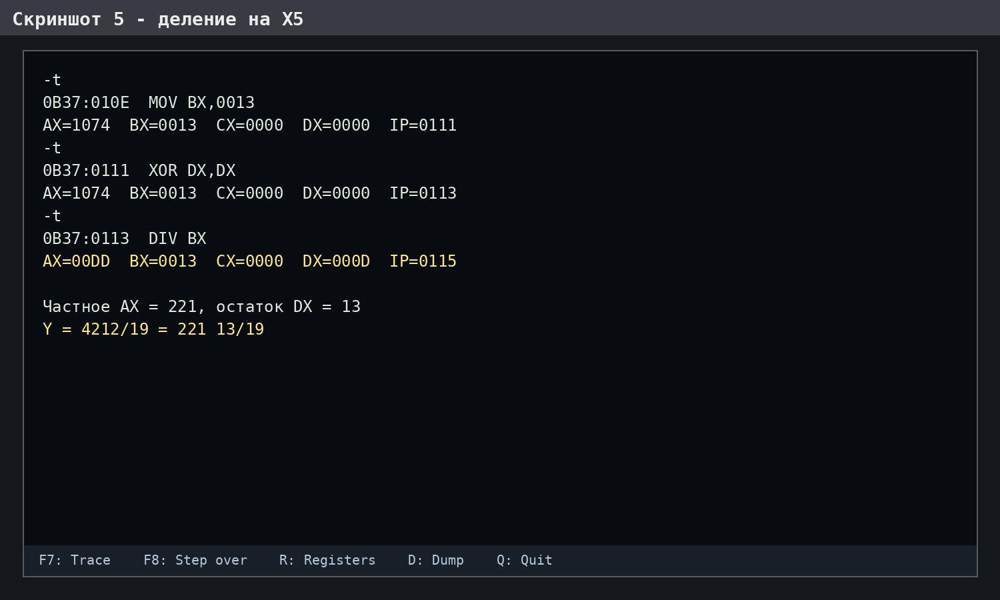 Скриншот 5 - деление на X5
-t
0B37:010E  MOV BX,0013
AX=1074  BX=0013  CX=0000  DX=0000  IP=0111
-t
0B37:0111  XOR DX,DX
AX=1074  BX=0013  CX=0000  DX=0000  IP=0113
-t
0B37:0113  DIV BX
AX=00DD  BX=0013  CX=0000  DX=000D  IP=0115
Частное AX = 221, остаток DX = 13
Y = 4212/19 = 221 13/19
F7: Trace    F8: Step over    R: Registers    D: Dump    Q: Quit